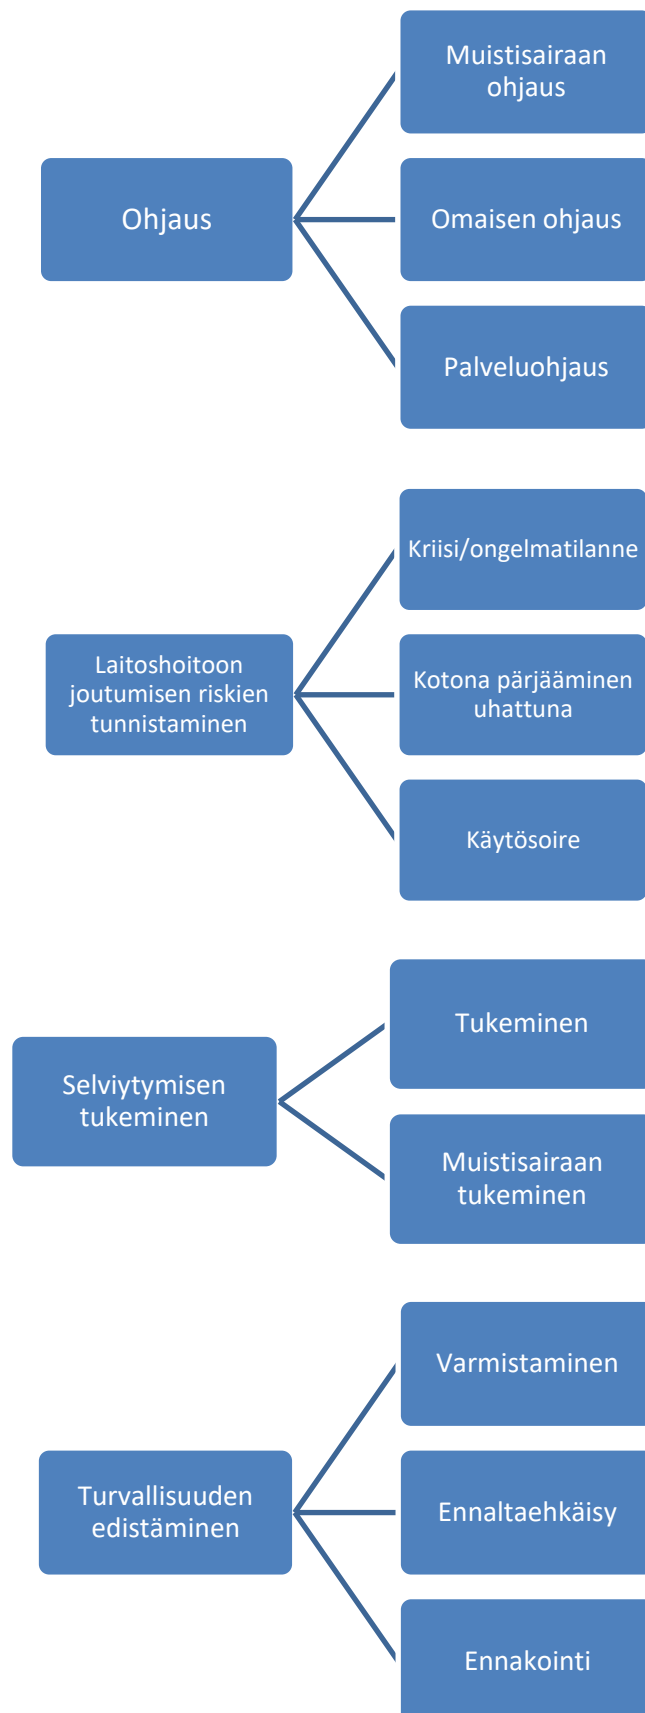 Ohjaus
Muistisairaan
ohjaus
Omaisen ohjaus
Palveluohjaus
Laitoshoitoon
joutumisen riskien
tunnistaminen
Kriisi/ongelmatilanne
Kotona pärjääminen
uhattuna
Käytösoire
Selviytymisen
tukeminen
Tukeminen
Muistisairaan
tukeminen
Turvallisuuden
edistäminen
Varmistaminen
Ennaltaehkäisy
Ennakointi